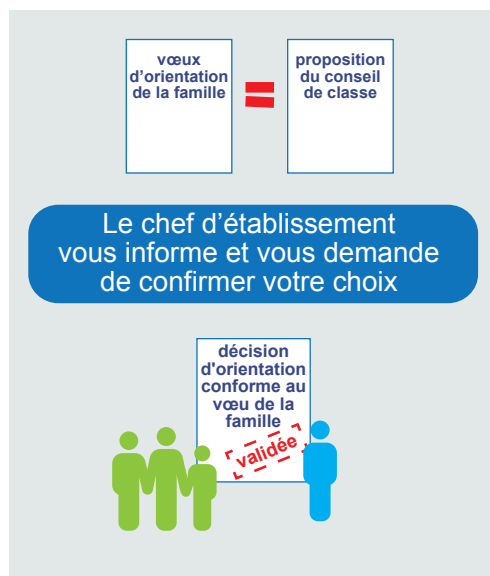 vœux
d'orientation
de la famille
=
proposition
du conseil
de classe
Le chef d'établissement
vous informe et vous demande
de confirmer votre choix
décision
d'orientation
conforme au
vœu de la
famille
validée